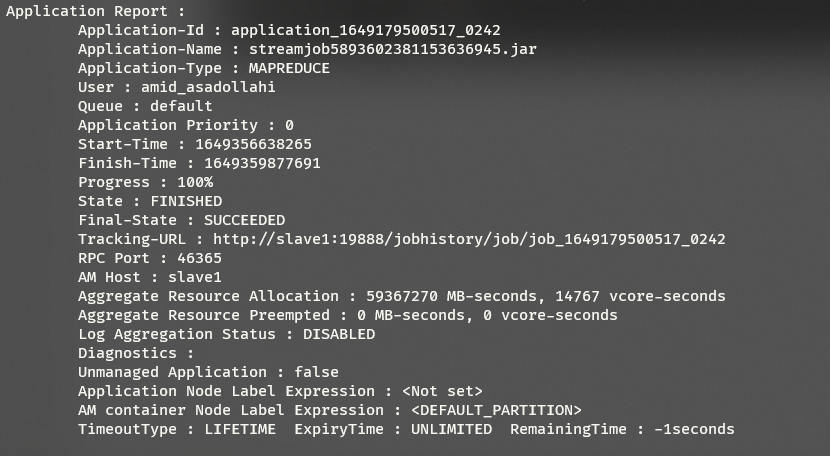 Application Report :
Application-Id : application_1649179500517_0242
Application-Name : streamjob5893602381153636945.jar
Application-Type : MAPREDUCE
User : amid_asadollahi
Queue : default
Application Priority : 0
Start-Time : 1649356638265
Finish-Time : 1649359877691
Progress : 100%
State : FINISHED
Final-State : SUCCEEDED
Tracking-URL : http://slave1:19888/jobhistory/job/job_1649179500517_0242
RPC Port : 46365
AM Host : slave1
Aggregate Resource Allocation : 59367270 MB-seconds, 14767 vcore-seconds
Aggregate Resource Preempted : 0 MB-seconds, 0 vcore-seconds
Log Aggregation Status : DISABLED
Diagnostics :
Unmanaged Application : false
Application Node Label Expression : <Not set>
AM container Node Label Expression : <DEFAULT_PARTITION>
TimeoutType : LIFETIME  ExpiryTime : UNLIMITED  RemainingTime : -1seconds